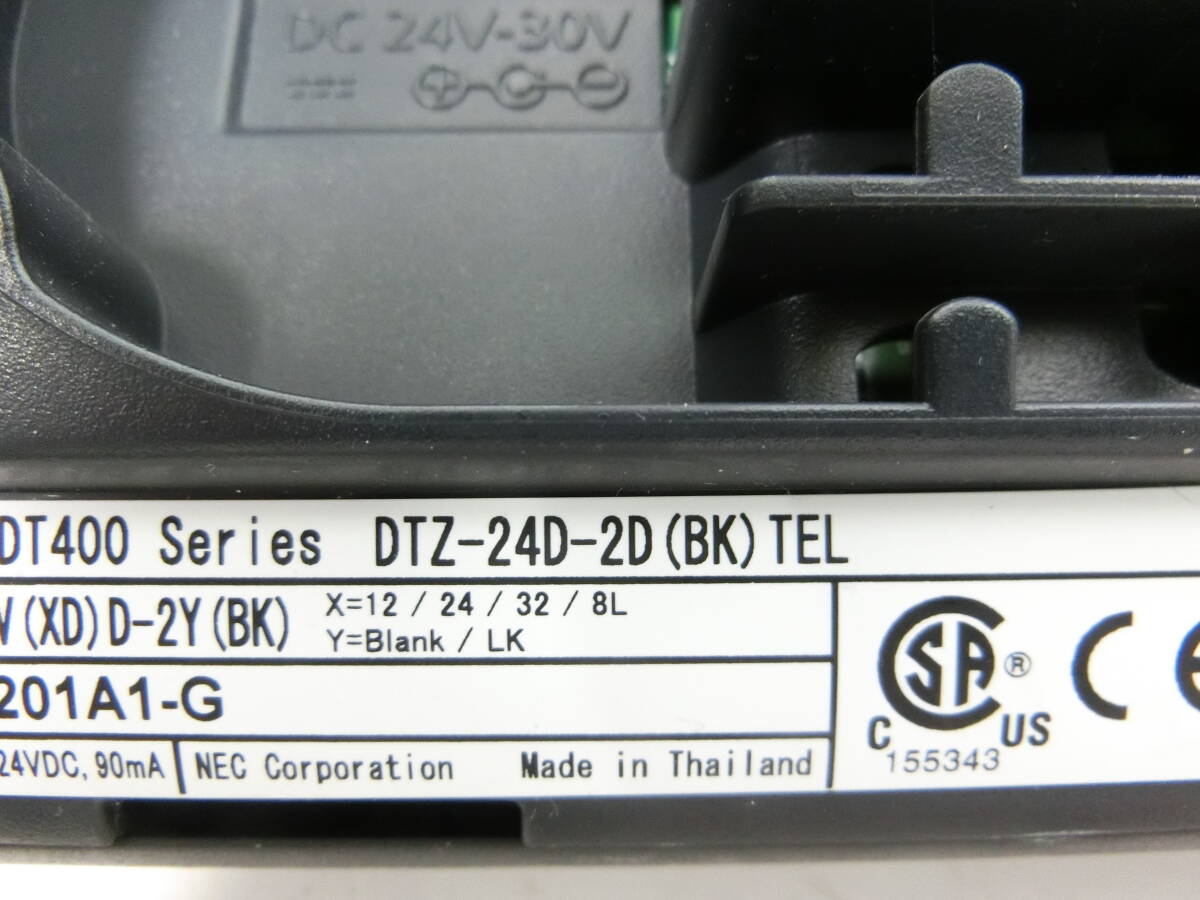 DC 24V-30V
DT400 Series DTZ-24D-2D(BK)TEL
(XD)D-2Y(BK)
X=12 / 24 / 32 / 8L
Y=Blank / LK
201A1-G
24VDC, 90mA
NEC Corporation
Made in Thailand
CSA ®
C US
155343
C E